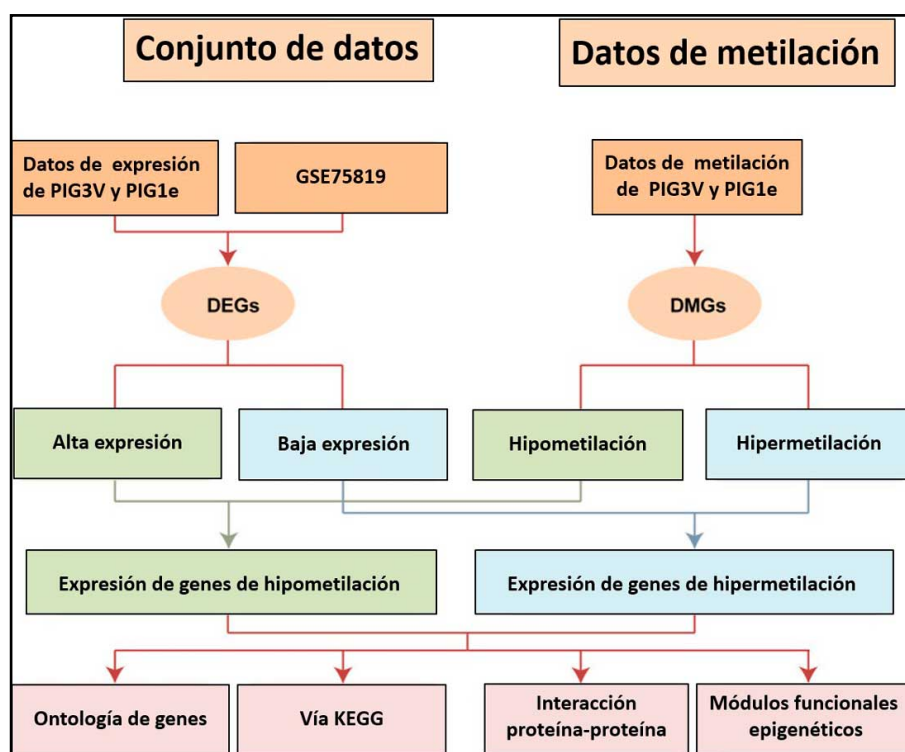 Conjunto de datos
Datos de metilación
Datos de expresión
de PIG3V y PIG1e
GSE75819
Datos de metilación
de PIG3V y PIG1e
DEGs
DMGs
Alta expresión
Baja expresión
Hipometilación
Hipermetilación
Expresión de genes de hipometilación
Expresión de genes de hipermetilación
Ontología de genes
Vía KEGG
Interacción
proteína-proteína
Módulos funcionales
epigenéticos